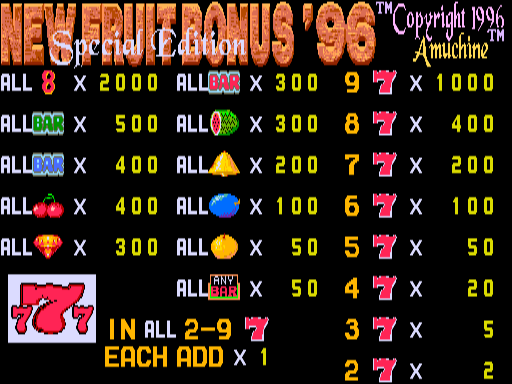 NEW FRUIT BONUS '96 ™ Copyright 1996
Special Edition Amuchine™
ALL 8 X 2000 ALL BAR X 300 9 7 X 1000
ALL BAR X 500 ALL X 300 8 7 X 400
ALL BAR X 400 ALL X 200 7 7 X 200
ALL X 400 ALL X 100 6 7 X 100
ALL X 300 ALL X 50 5 7 X 50
777 ALL ANY BAR X 50 4 7 X 20
IN ALL 2-9 7 3 7 X 5
EACH ADD X 1 2 7 X 2